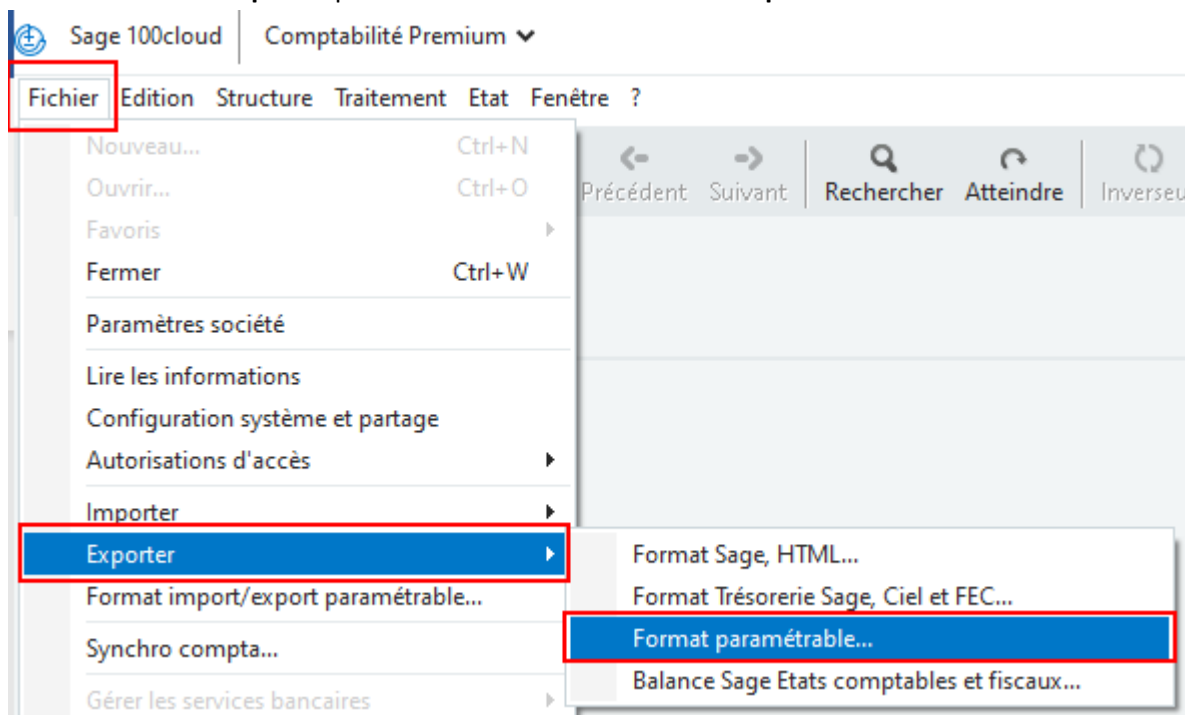 Sage 100cloud Comptabilité Premium
Fichier Edition Structure Traitement Etat Fenêtre ?
Nouveau... Ctrl+N
Ouvrir... Ctrl+O
Précédent Suivant Rechercher Atteindre Inverseu
Favoris
Fermer Ctrl+W
Paramètres société
Lire les informations
Configuration système et partage
Autorisations d'accès
Importer
Exporter
Format import/export paramétrable...
Synchro compta...
Gérer les services bancaires
Format Sage, HTML...
Format Trésorerie Sage, Ciel et FEC...
Format paramétrable...
Balance Sage Etats comptables et fiscaux...